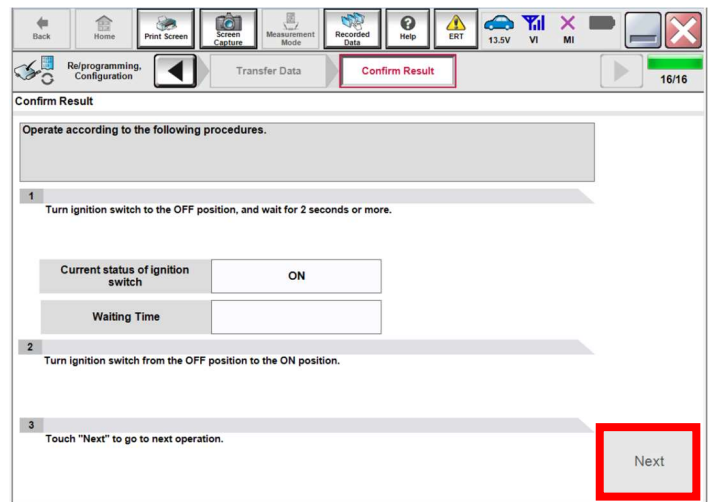 Back
Home
Print Screen
Screen
Capture
Measurement
Mode
Recorded
Data
Help
ERT
13.5V
VI
MI
Re/programming,
Configuration
Transfer Data
Confirm Result
16/16
Confirm Result
Operate according to the following procedures.
1
Turn ignition switch to the OFF position, and wait for 2 seconds or more.
Current status of ignition
switch
ON
Waiting Time
2
Turn ignition switch from the OFF position to the ON position.
3
Touch "Next" to go to next operation.
Next